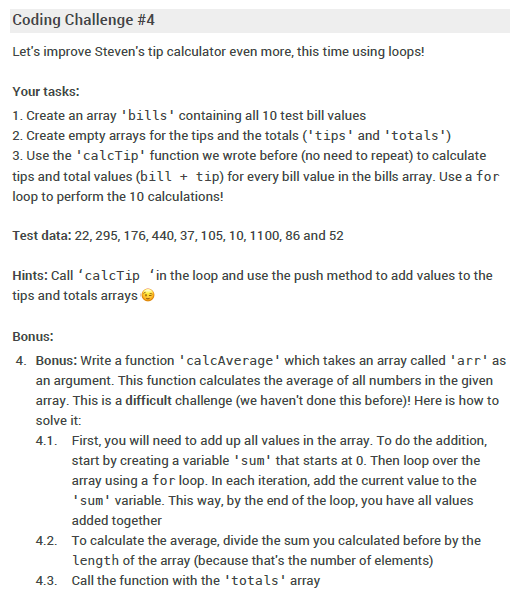 Coding Challenge #4
Let's improve Steven's tip calculator even more, this time using loops!
Your tasks:
1. Create an array 'bills' containing all 10 test bill values
2. Create empty arrays for the tips and the totals ('tips' and 'totals')
3. Use the 'calcTip' function we wrote before (no need to repeat) to calculate
tips and total values (bill + tip) for every bill value in the bills array. Use a for
loop to perform the 10 calculations!
Test data: 22, 295, 176, 440, 37, 105, 10, 1100, 86 and 52
Hints: Call ‘calcTip ‘in the loop and use the push method to add values to the
tips and totals arrays 😉
Bonus:
4. Bonus: Write a function 'calcAverage' which takes an array called 'arr' as
an argument. This function calculates the average of all numbers in the given
array. This is a difficult challenge (we haven't done this before)! Here is how to
solve it:
4.1. First, you will need to add up all values in the array. To do the addition,
start by creating a variable 'sum' that starts at 0. Then loop over the
array using a for loop. In each iteration, add the current value to the
'sum' variable. This way, by the end of the loop, you have all values
added together
4.2. To calculate the average, divide the sum you calculated before by the
length of the array (because that's the number of elements)
4.3. Call the function with the 'totals' array